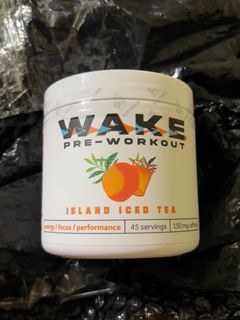 WAKE
PRE-WORKOUT
ISLAND ICED TEA
energy / focus / performance 45 servings 150 mg caffeine